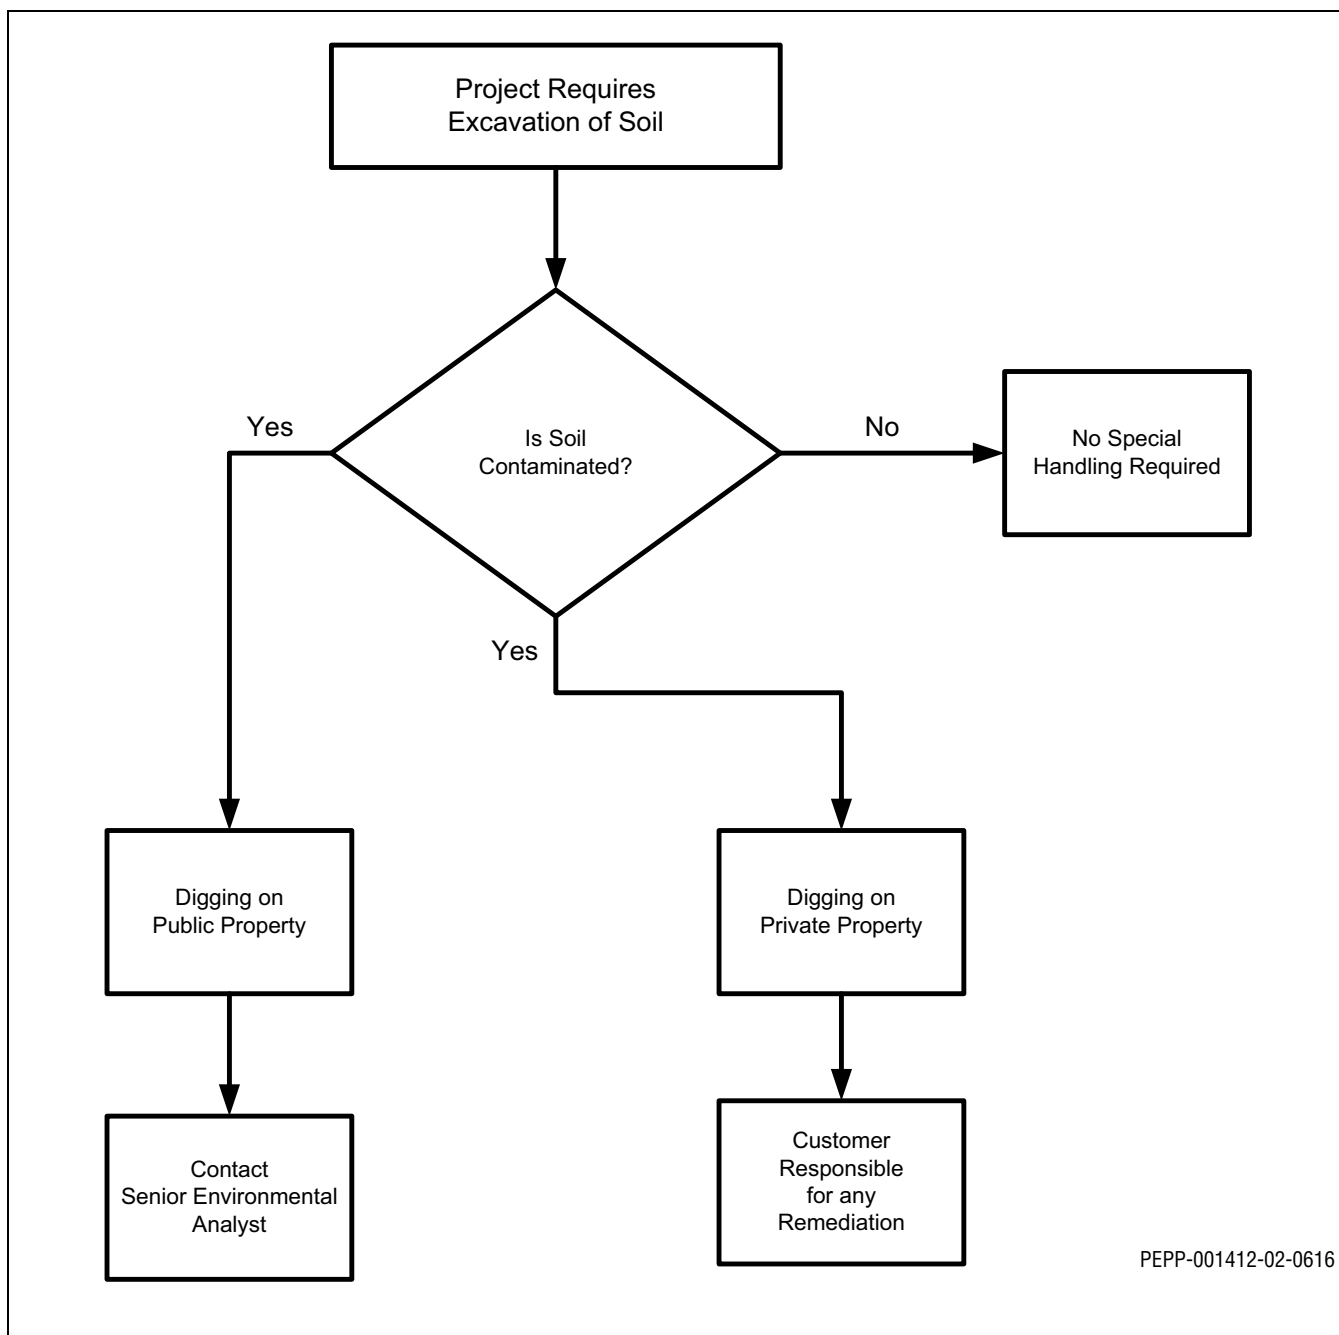 Project Requires
Excavation of Soil
Yes
Is Soil
Contaminated?
No
No Special
Handling Required
Yes
Digging on
Public Property
Digging on
Private Property
Contact
Senior Environmental
Analyst
Customer
Responsible
for any
Remediation
PEPP-001412-02-0616